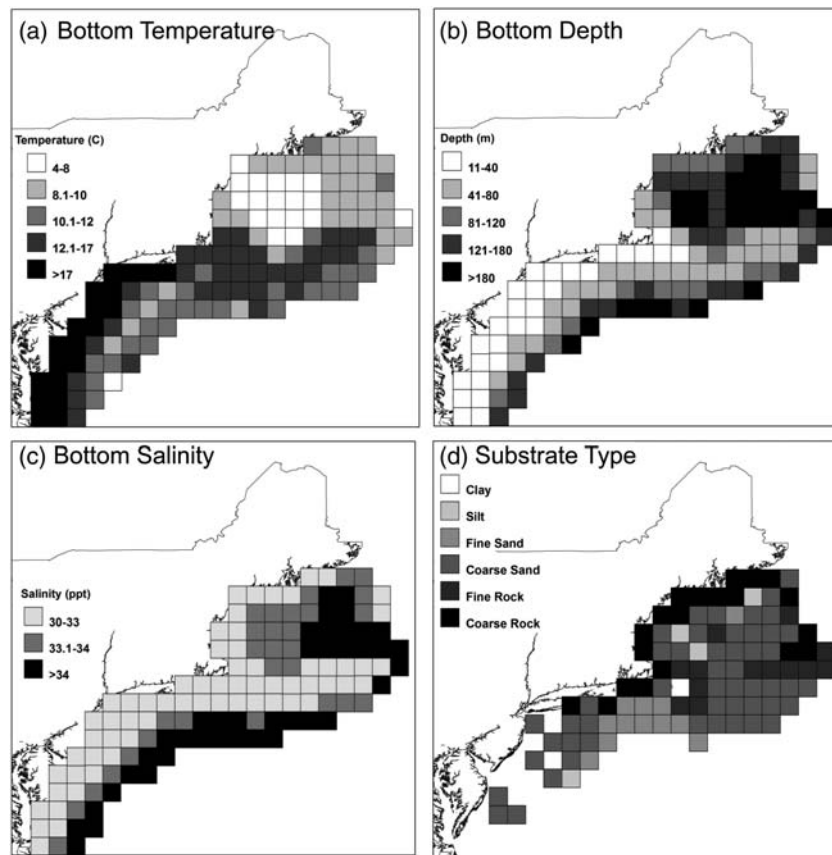 (a) Bottom Temperature
Temperature (C)
4-8
8.1-10
10.1-12
12.1-17
>17
(b) Bottom Depth
Depth (m)
11-40
41-80
81-120
121-180
>180
(c) Bottom Salinity
Salinity (ppt)
30-33
33.1-34
>34
(d) Substrate Type
Clay
Silt
Fine Sand
Coarse Sand
Fine Rock
Coarse Rock